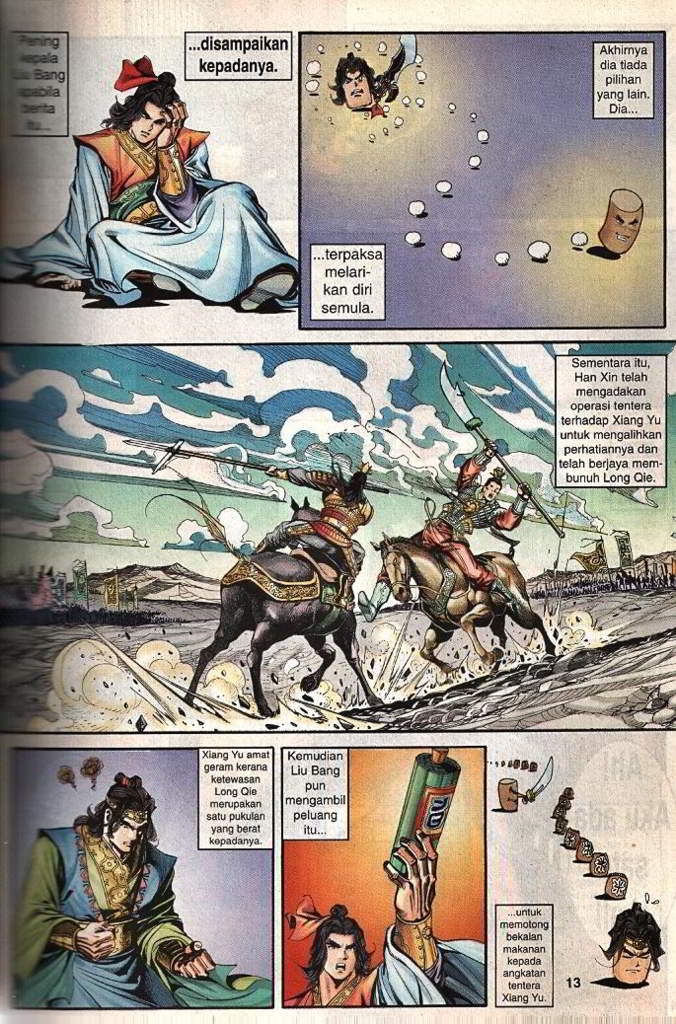 Pening
kepala
Liu Bang
apabila
berita
itu...
...disampaikan
kepadanya.
Akhirnya
dia tiada
pilihan
yang lain.
Dia...
...terpaksa
melari-
kan diri
semula.
Sementara itu,
Han Xin telah
mengadakan
operasi tentera
terhadap Xiang Yu
untuk mengalihkan
perhatiannya dan
telah berjaya mem-
bunuh Long Qie.
Xiang Yu amat
geram kerana
ketewasan
Long Qie
merupakan
satu pukulan
yang berat
kepadanya.
Kemudian
Liu Bang
pun
mengambil
peluang
itu...
...untuk
memotong
bekalan
makanan
kepada
angkatan
tentera
Xiang Yu.
13